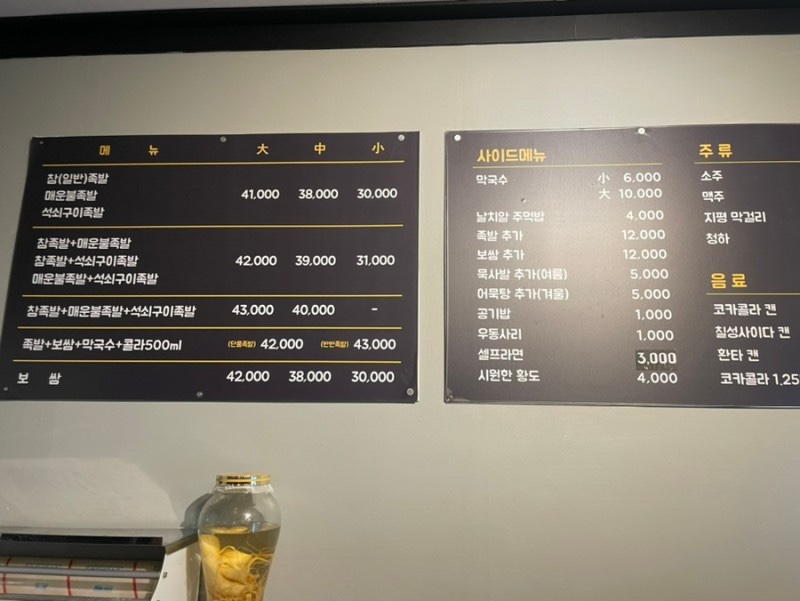 메 뉴 大 中 小
참(일반)족발
매운불족발 41,000 38,000 30,000
석쇠구이족발
참족발+매운불족발
참족발+석쇠구이족발 42,000 39,000 31,000
매운불족발+석쇠구이족발
참족발+매운불족발+석쇠구이족발 43,000 40,000 -
족발+보쌈+막국수+콜라500ml (단품족발) 42,000 (반반족발) 43,000
보 쌈 42,000 38,000 30,000
사이드메뉴
막국수 小 6,000
大 10,000
날치알 주먹밥 4,000
족발 추가 12,000
보쌈 추가 12,000
묵사발 추가(여름) 5,000
어묵탕 추가(겨울) 5,000
공기밥 1,000
우동사리 1,000
셀프라면 3,000
시원한 황도 4,000
주류
소주
맥주
지평 막걸리
청하
음료
코카콜라 캔
칠성사이다 캔
환타 캔
코카콜라 1.25